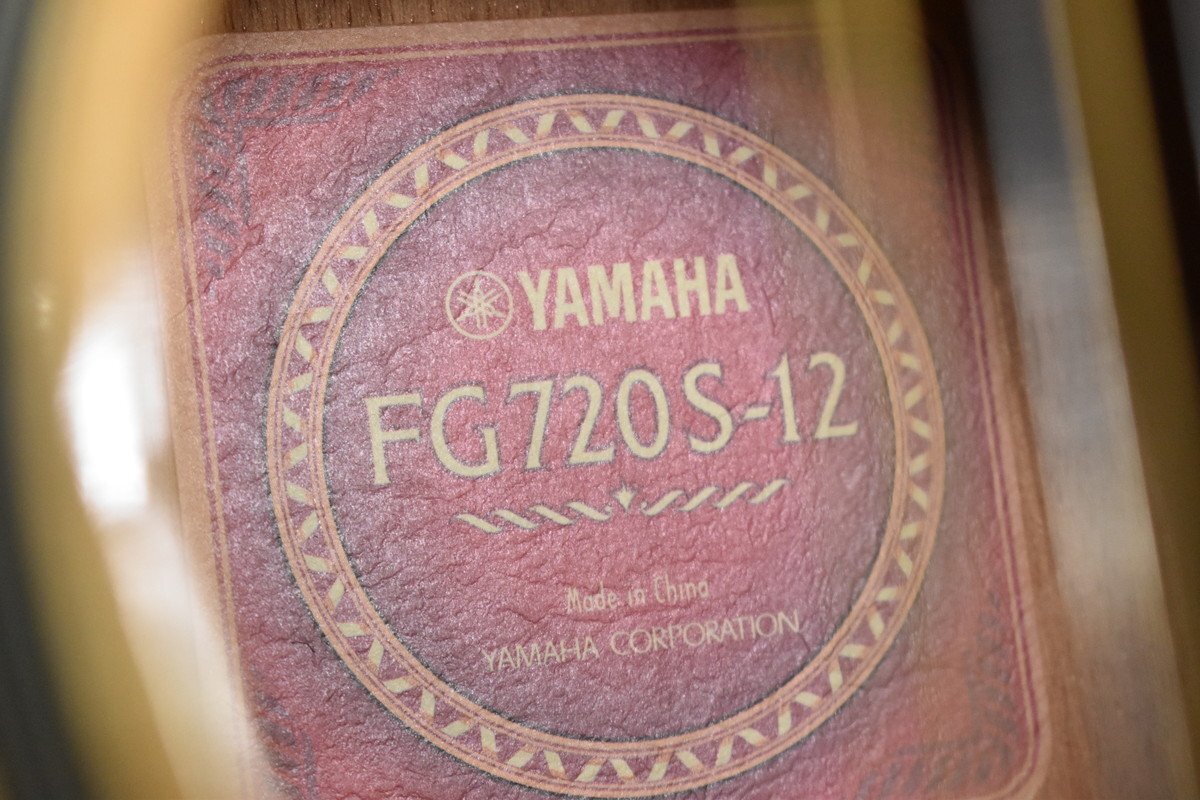 YAMAHA
FG720S-12
Made in China
YAMAHA CORPORATION